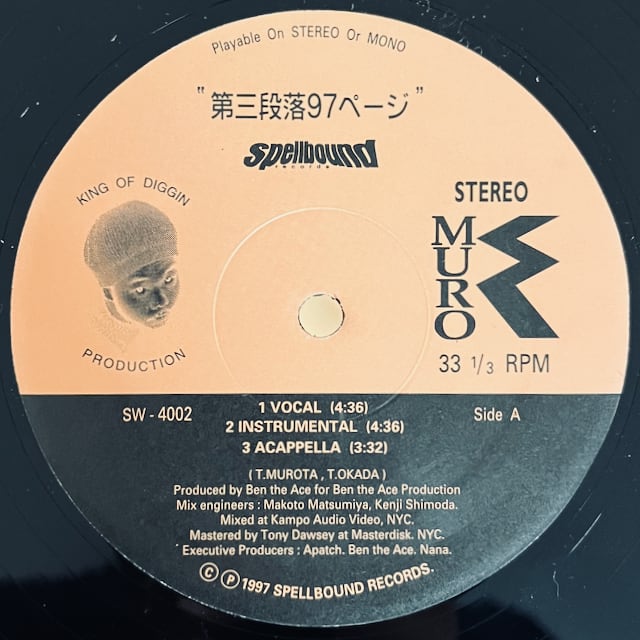 Playable On STEREO Or MONO
"第三段落97ページ"
Spellbound
records
KING OF DIGGIN
PRODUCTION
STEREO
MURO
33 1/3 RPM
SW - 4002
Side A
1 VOCAL (4:36)
2 INSTRUMENTAL (4:36)
3 ACAPPELLA (3:32)
( T.MUROTA , T.OKADA )
Produced by Ben the Ace for Ben the Ace Production
Mix engineers : Makoto Matsumiya, Kenji Shimoda.
Mixed at Kampo Audio Video, NYC.
Mastered by Tony Dawsey at Masterdisk. NYC.
Executive Producers : Apatch. Ben the Ace. Nana.
Ⓒ Ⓟ 1997 SPELLBOUND RECORDS.